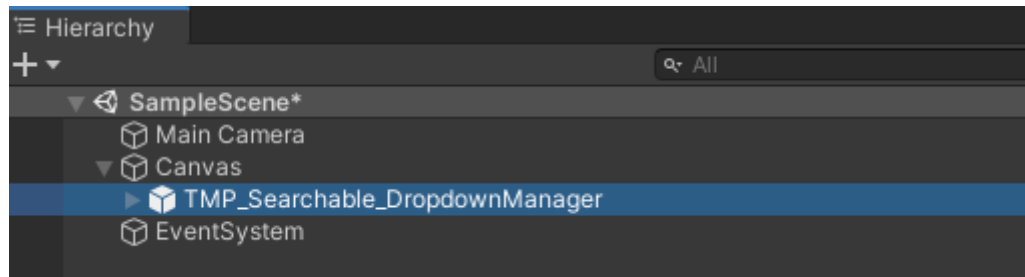 Hierarchy
All
SampleScene*
Main Camera
Canvas
TMP_Searchable_DropdownManager
EventSystem